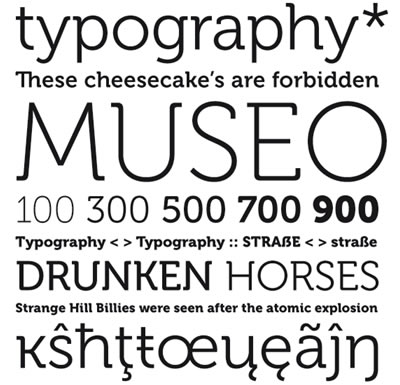 typography*
These cheesecake's are forbidden
MUSEO
100 300 500 700 900
Typography < > Typography :: STRAßE < > straße
DRUNKEN HORSES
Strange Hill Billies were seen after the atomic explosion
ĸŝħţŧœųęãĵŋ